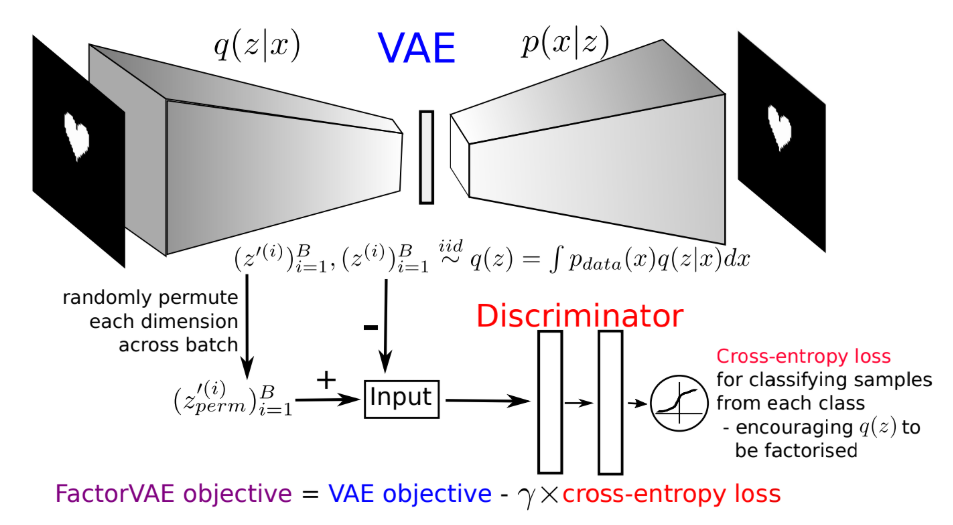 q(z|x)
VAE
p(x|z)
(z′^{(i)})_{i=1}^{B}, (z^{(i)})_{i=1}^{B} \overset{iid}{\sim} q(z) = ∫ p_{data}(x)q(z|x)dx
randomly permute
each dimension
across batch
-
Discriminator
(z′^{(i)}_{perm})_{i=1}^{B}
+
Input
Cross-entropy loss
for classifying samples
from each class
- encouraging q(z) to
be factorised
FactorVAE objective = VAE objective - γ×cross-entropy loss